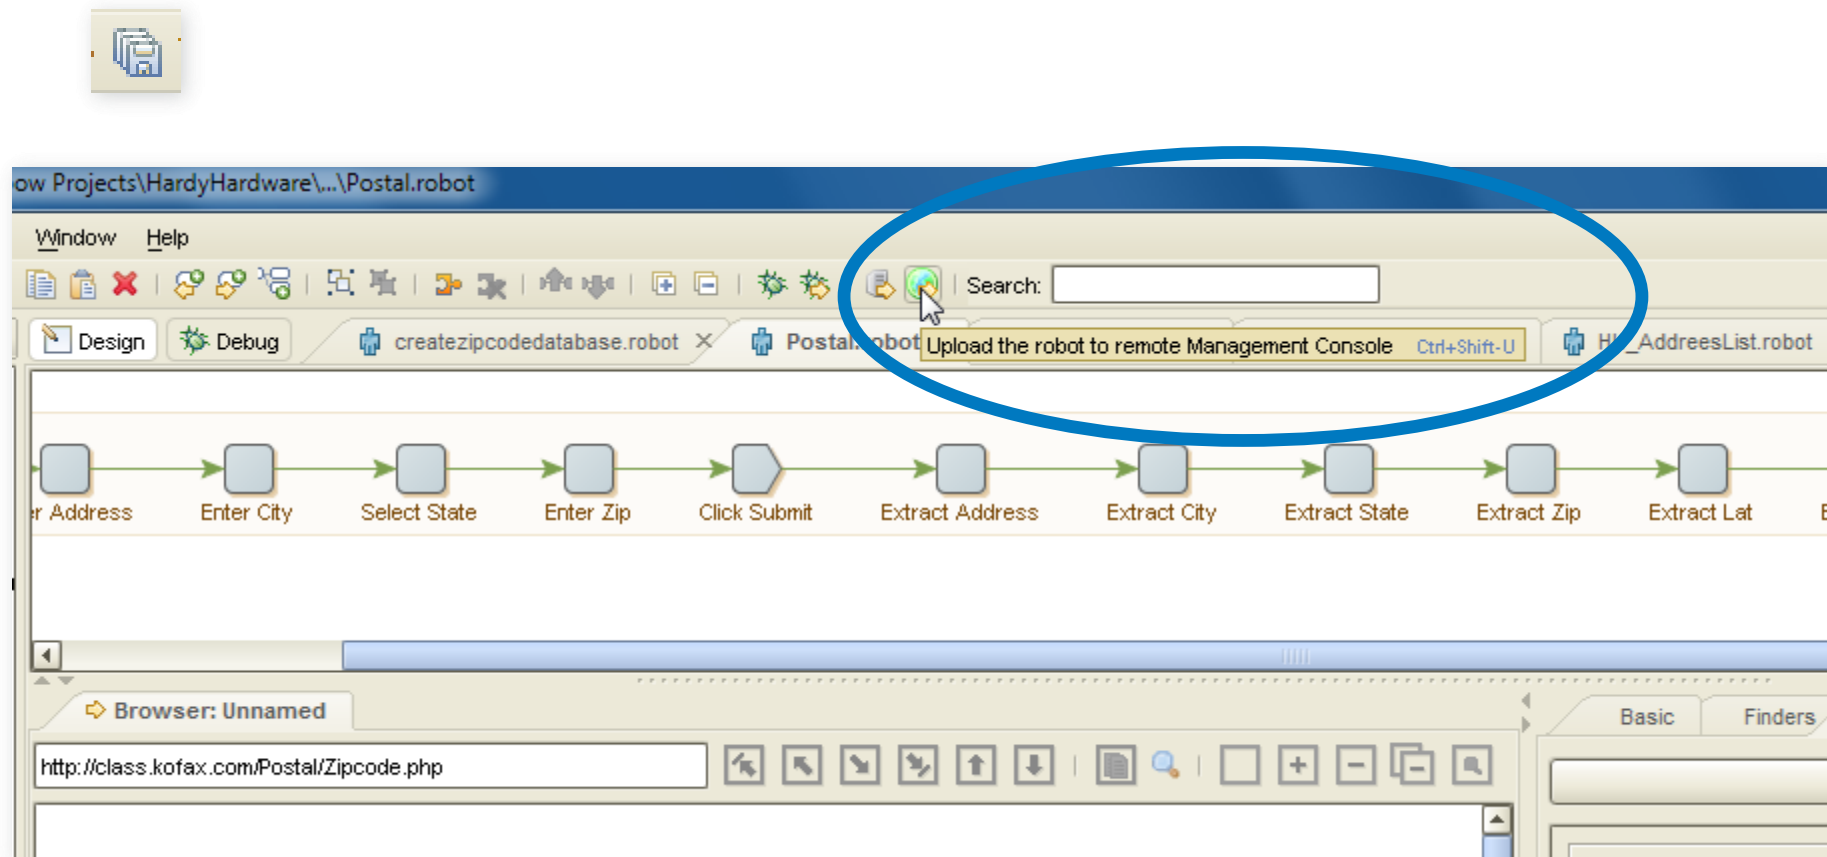 ow Projects\HardyHardware\...\Postal.robot
Window Help
Search:
Design Debug createzipcodedatabase.robot Postal.robot _AddreesList.robot
Upload the robot to remote Management Console Ctrl+Shift-U
r Address Enter City Select State Enter Zip Click Submit Extract Address Extract City Extract State Extract Zip Extract Lat
Browser: Unnamed
Basic Finders
http://class.kofax.com/Postal/Zipcode.php